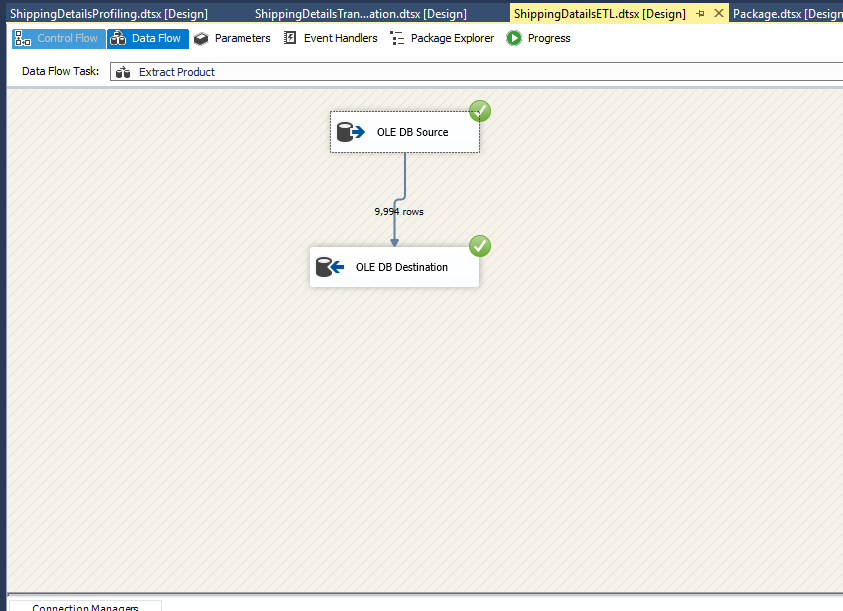 ShippingDetailsProfiling.dtsx [Design] ShippingDetailsTran...ation.dtsx [Design] ShippingDatailsETL.dtsx [Design] Package.dtsx [Design
Control Flow Data Flow Parameters Event Handlers Package Explorer Progress
Data Flow Task: Extract Product
OLE DB Source
9,994 rows
OLE DB Destination
Connection Managers